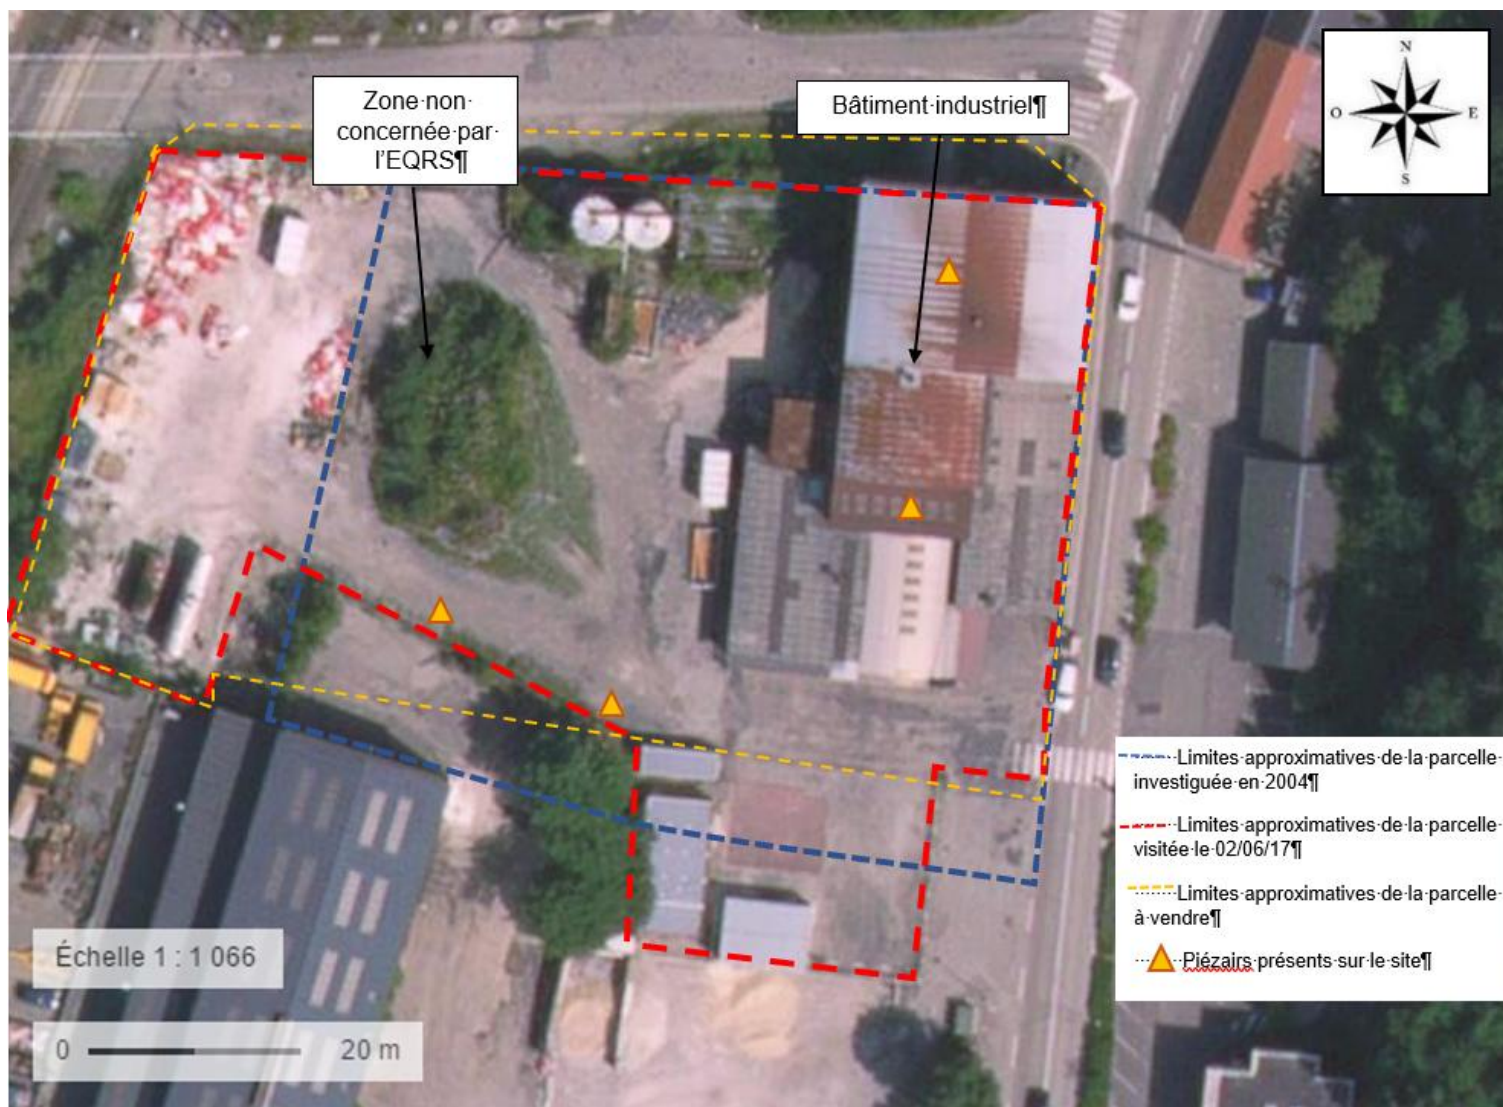 Zone·non·
concernée·par·
l'EQRS¶
Bâtiment·industriel¶
N
O
E
S
Limites·approximatives·de·la·parcelle·
investiguée·en·2004¶
Limites·approximatives·de·la·parcelle·
visitée·le·02/06/17¶
Limites·approximatives·de·la·parcelle·
à·vendre¶
Piézairs·présents·sur·le·site¶
Échelle 1 : 1 066
0
20 m